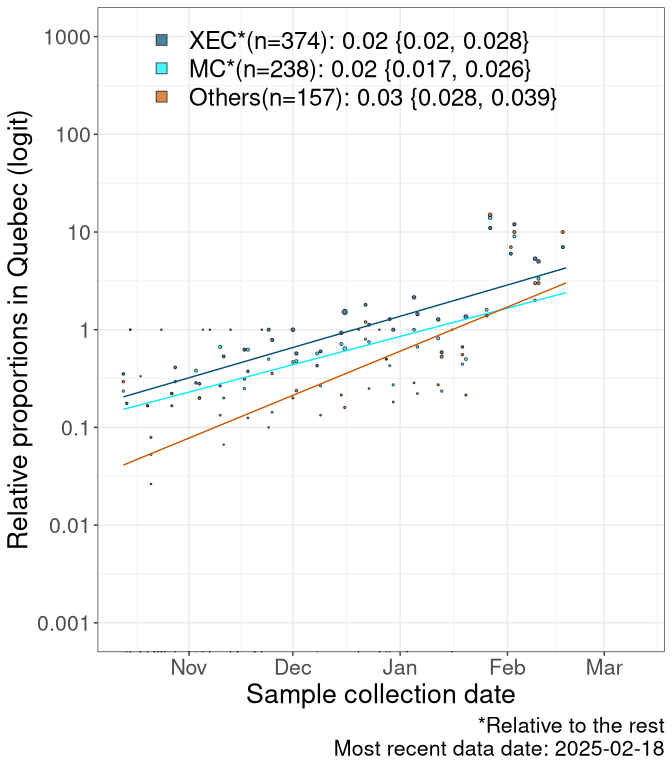 XEC*(n=374): 0.02 {0.02, 0.028}
MC*(n=238): 0.02 {0.017, 0.026}
Others(n=157): 0.03 {0.028, 0.039}
Relative proportions in Quebec (logit)
1000
100
10
1
0.1
0.01
0.001
Nov Dec Jan Feb Mar
Sample collection date
*Relative to the rest
Most recent data date: 2025-02-18